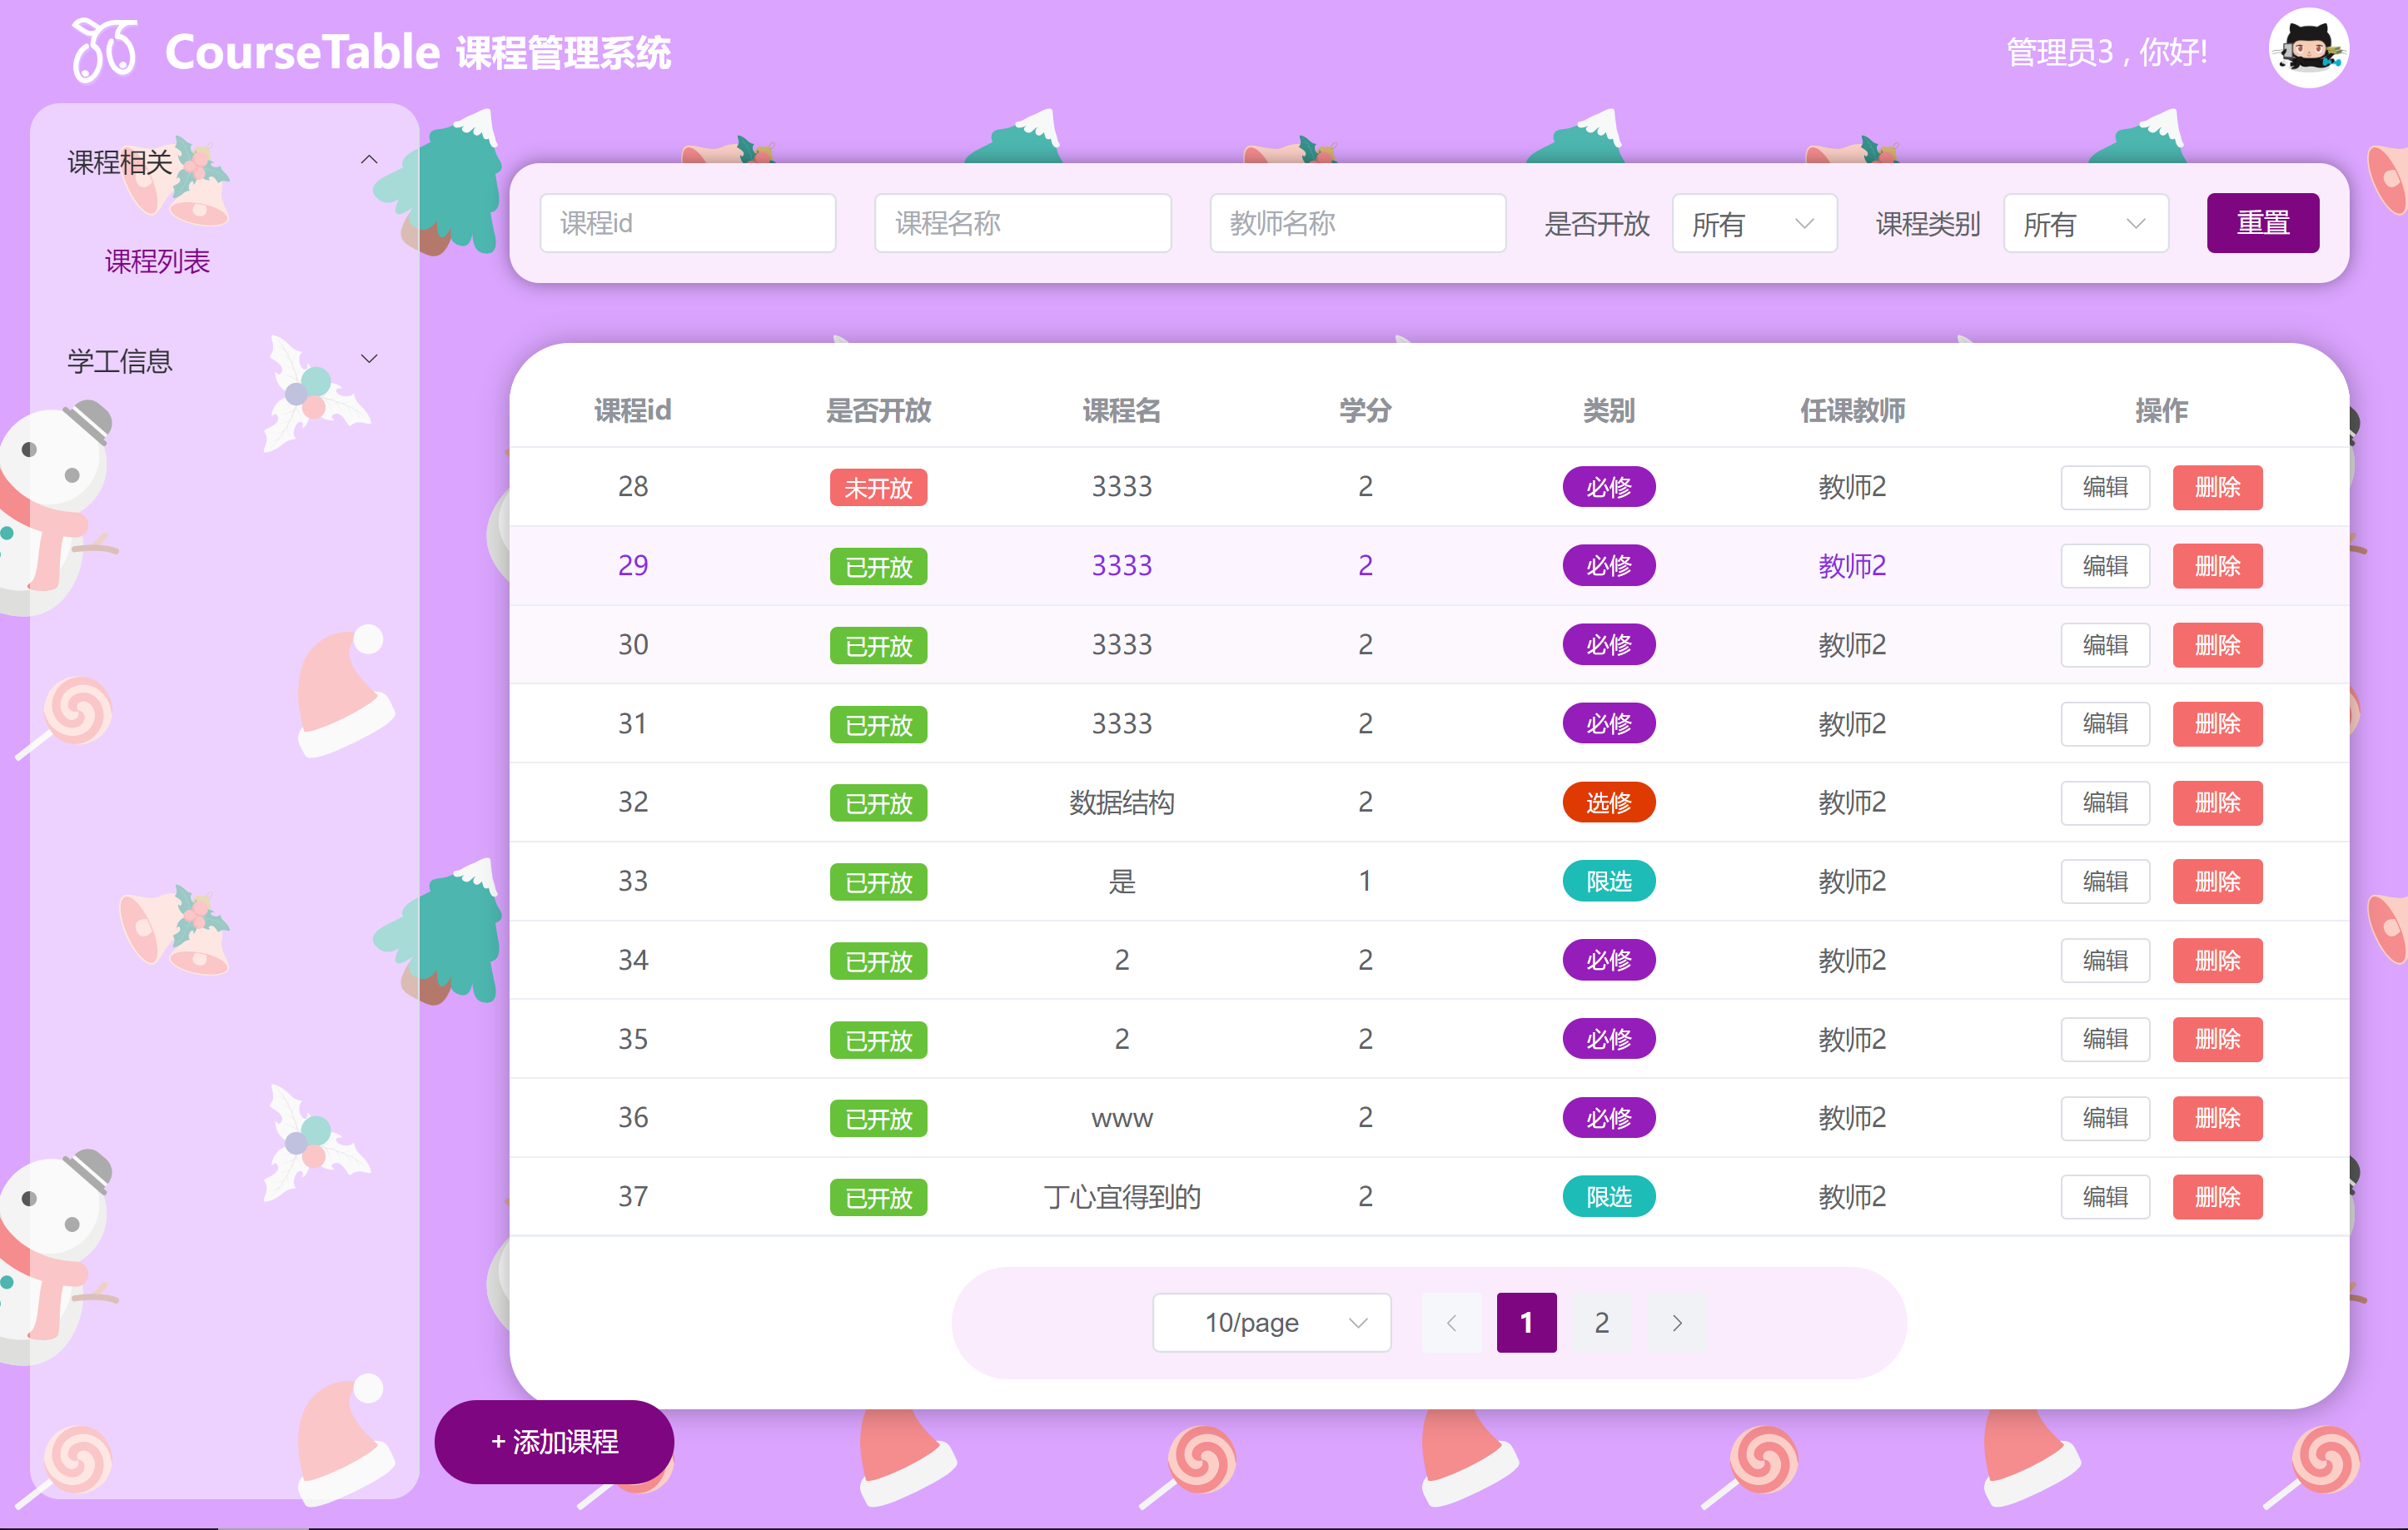 CourseTable 课程管理系统
管理员3 , 你好!
课程相关
课程列表
学工信息
课程id 课程名称 教师名称 是否开放 所有 课程类别 所有 重置
课程id 是否开放 课程名 学分 类别 任课教师 操作
28 未开放 3333 2 必修 教师2 编辑 删除
29 已开放 3333 2 必修 教师2 编辑 删除
30 已开放 3333 2 必修 教师2 编辑 删除
31 已开放 3333 2 必修 教师2 编辑 删除
32 已开放 数据结构 2 选修 教师2 编辑 删除
33 已开放 是 1 限选 教师2 编辑 删除
34 已开放 2 2 必修 教师2 编辑 删除
35 已开放 2 2 必修 教师2 编辑 删除
36 已开放 www 2 必修 教师2 编辑 删除
37 已开放 丁心宜得到的 2 限选 教师2 编辑 删除
10/page 1 2
+ 添加课程